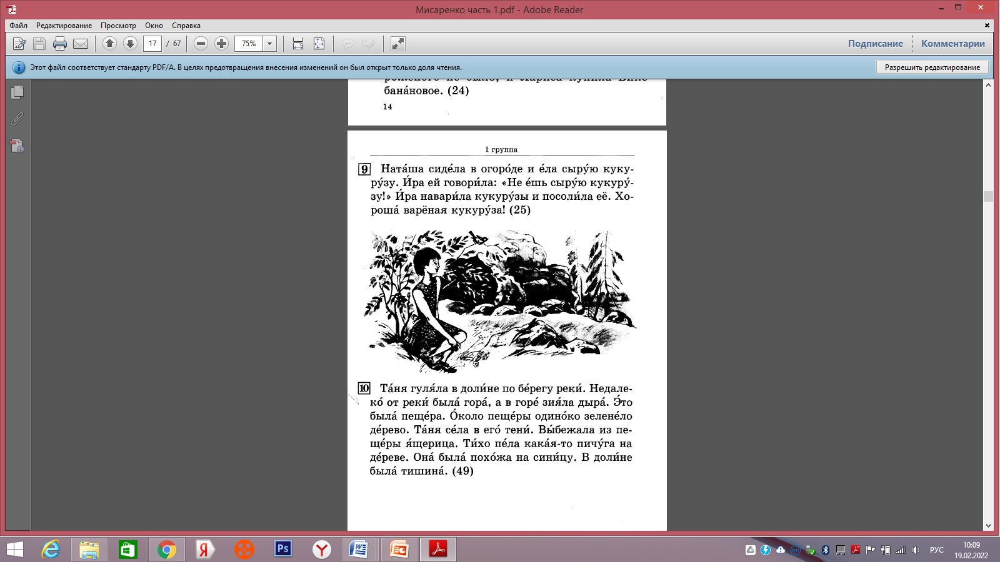 Мисаренко часть 1.pdf - Adobe Reader
Файл Редактирование Просмотр Окно Справка
17 / 67 75% Подписание Комментарии
Этот файл соответствует стандарту PDF/A. В целях предотвращения внесения изменений он был открыт только доля чтения. Разрешить редактирование
бана́новое. (24)
14
1 группа
9 Ната́ша сиде́ла в огоро́де и е́ла сыру́ю куку-
ру́зу. И́ра ей говори́ла: «Не е́шь сыру́ю кукуру́-
зу!» И́ра навари́ла кукуру́зы и посоли́ла её. Хо-
роша́ варёная кукуру́за! (25)
10 Та́ня гуля́ла в доли́не по бе́регу реки́. Недале-
ко́ от реки́ была́ гора́, а в горе́ зия́ла дыра́. Э́то
была́ пеще́ра. О́коло пеще́ры одино́ко зелене́ло
де́рево. Та́ня се́ла в его́ тени́. Вы́бежала из пе-
ще́ры я́щерица. Ти́хо пе́ла кака́я-то пичу́га на
де́реве. Она́ была́ похо́жа на сини́цу. В доли́не
была́ тишина́. (49)
Ps
РУС
10:09
19.02.2022